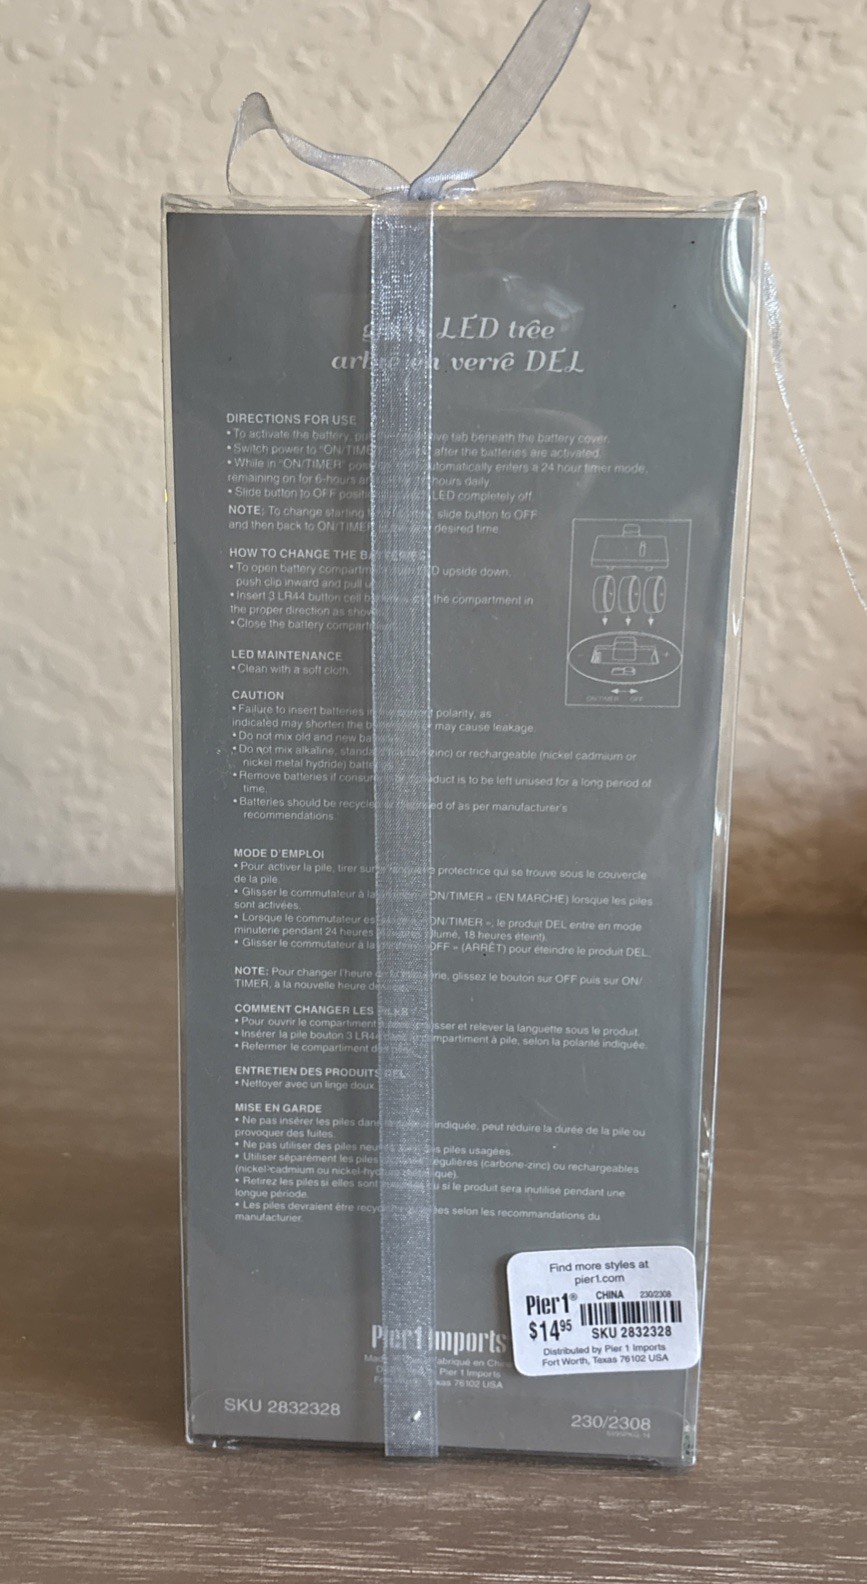 LED tree
verre DEL
DIRECTIONS FOR USE
• To activate the battery, tab beneath the battery cover.
• Switch power to "ON/TIME after the batteries are activated.
• While in "ON/TIMER" automatically enters a 24 hour timer mode,
remaining on for 6-hours hours daily.
• Slide button to OFF LED completely off.
NOTE: To change starting slide button to OFF
and then back to ON/TIMER desired time.
HOW TO CHANGE THE
• To open battery upside down,
push clip inward and pull
• Insert 3 LR44 button cell the compartment in
the proper direction as
• Close the battery
LED MAINTENANCE
• Clean with a soft cloth.
CAUTION
• Failure to insert batteries polarity, as
indicated may shorten the may cause leakage.
• Do not mix old and new
• Do not mix alkaline, zinc) or rechargeable (nickel cadmium or
nickel metal hydride)
• Remove batteries if product is to be left unused for a long period of
time.
• Batteries should be of as per manufacturer's
recommendations.
MODE D'EMPLOI
• Pour activer la pile, tirer sur protectrice qui se trouve sous le couvercle
de la pile.
• Glisser le commutateur à la ON/TIMER » (EN MARCHE) lorsque les piles
sont activées.
• Lorsque le commutateur ON/TIMER », le produit DEL entre en mode
minuterie pendant 24 heures 18 heures éteint).
• Glisser le commutateur à la OFF » (ARRÊT) pour éteindre le produit DEL.
NOTE: Pour changer l'heure glissez le bouton sur OFF puis sur ON/
TIMER, à la nouvelle heure
COMMENT CHANGER LES
• Pour ouvrir le compartiment et relever la languette sous le produit.
• Insérer la pile bouton 3 LR44 compartiment à pile, selon la polarité indiquée.
• Refermer le compartiment
ENTRETIEN DES PRODUITS
• Nettoyer avec un linge doux.
MISE EN GARDE
• Ne pas insérer les piles dans indiquée, peut réduire la durée de la pile ou
provoquer des fuites.
• Ne pas utiliser des piles piles usagées.
• Utiliser séparément les piles régulières (carbone-zinc) ou rechargeables
(nickel-cadmium ou
• Retirez les piles si elles sont si le produit sera inutilisé pendant une
longue période.
• Les piles devraient être selon les recommandations du
manufacturier.
ON/TIMER OFF
Find more styles at
pier1.com
Pier1® CHINA 230/2308
$14.95 SKU 2832328
Distributed by Pier 1 Imports
Fort Worth, Texas 76102 USA
Pier 1 imports
en
Pier 1 Imports
76102 USA
SKU 2832328 230/2308